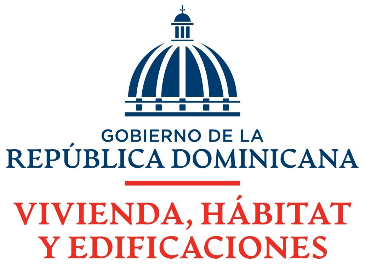 GOBIERNO DE LA
REPÚBLICA DOMINICANA
VIVIENDA, HÁBITAT
Y EDIFICACIONES